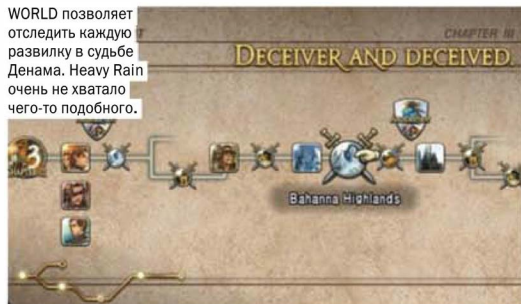 WORLD позволяет
отследить каждую
развилку в судьбе
Денама. Heavy Rain
очень не хватало
чего-то подобного.
CHAPTER III
DECEIVER AND DECEIVED.
3
Bahanna Highlands